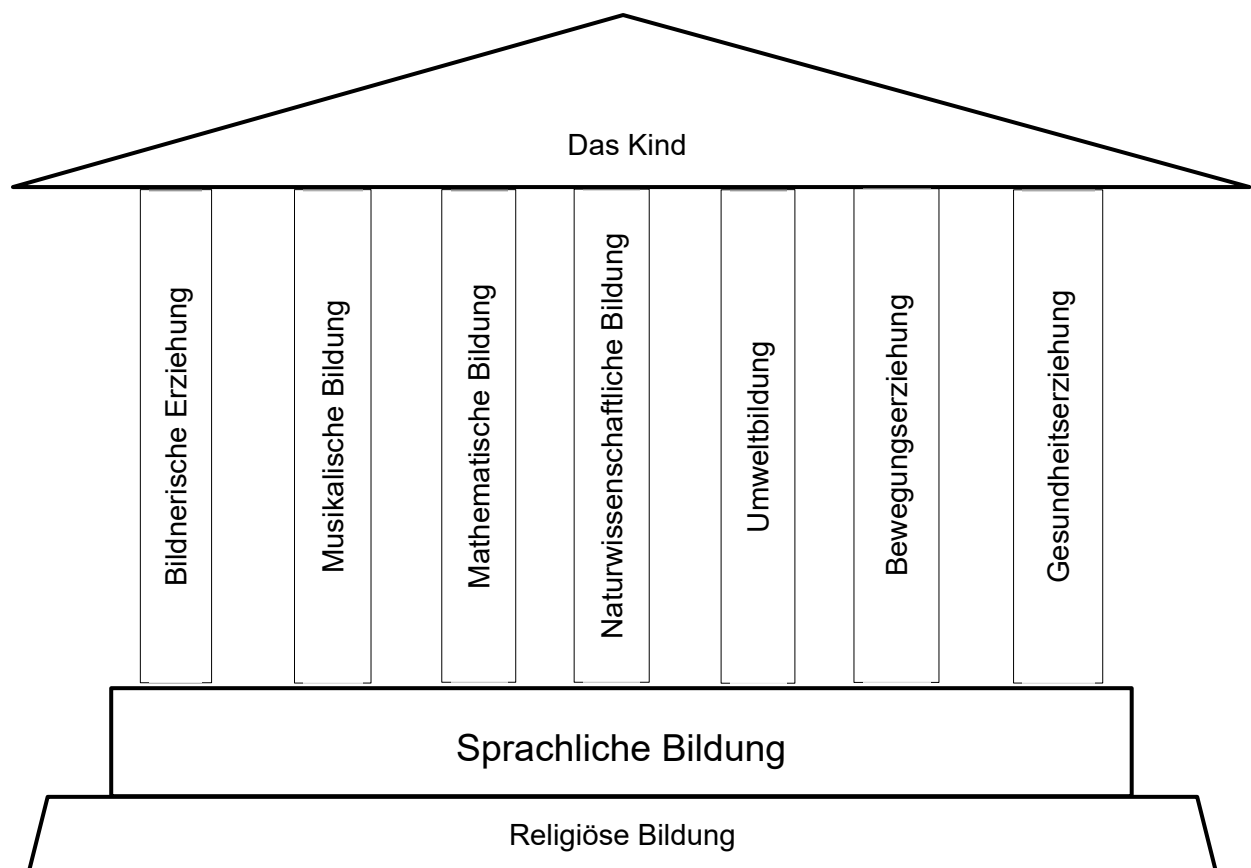 Das Kind
Bildnerische Erziehung
Musikalische Bildung
Mathematische Bildung
Naturwissenschaftliche Bildung
Umweltbildung
Bewegungserziehung
Gesundheitserziehung
Sprachliche Bildung
Religiöse Bildung